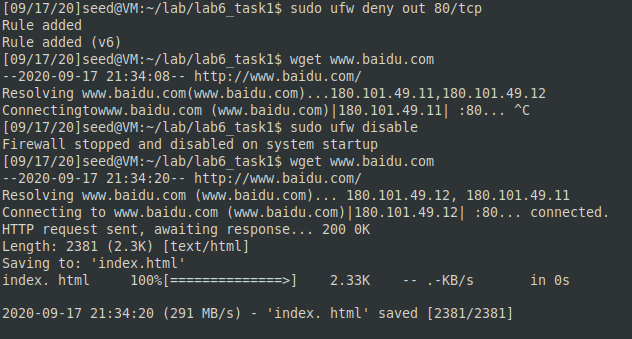 [09/17/20]seed@VM:~/lab/lab6_task1$ sudo ufw deny out 80/tcp
Rule added
Rule added (v6)
[09/17/20]seed@VM:~/lab/lab6_task1$ wget www.baidu.com
--2020-09-17 21:34:08-- http://www.baidu.com/
Resolving www.baidu.com(www.baidu.com)...180.101.49.11,180.101.49.12
Connectingtowww.baidu.com (www.baidu.com)|180.101.49.11| :80... ^C
[09/17/20]seed@VM:~/lab/lab6_task1$ sudo ufw disable
Firewall stopped and disabled on system startup
[09/17/20]seed@VM:~/lab/lab6_task1$ wget www.baidu.com
--2020-09-17 21:34:20-- http://www.baidu.com/
Resolving www.baidu.com (www.baidu.com)... 180.101.49.12, 180.101.49.11
Connecting to www.baidu.com (www.baidu.com)|180.101.49.12| :80... connected.
HTTP request sent, awaiting response... 200 0K
Length: 2381 (2.3K) [text/html]
Saving to: 'index.html'
index. html     100%[==============>]    2.33K    -- .-KB/s       in 0s
2020-09-17 21:34:20 (291 MB/s) - 'index. html' saved [2381/2381]